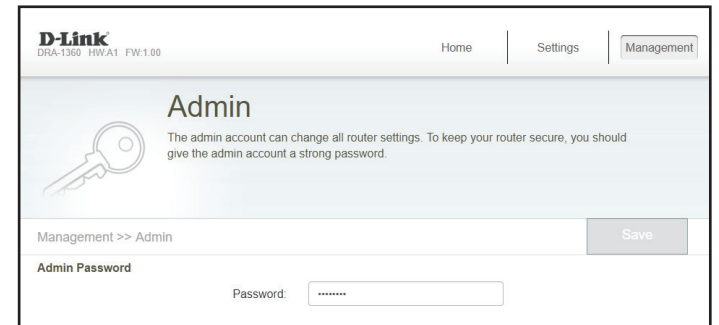 D-Link
DRA-1360 HW:A1 FW:1.00
Home
Settings
Management
Admin
The admin account can change all router settings. To keep your router secure, you should
give the admin account a strong password.
Management >> Admin
Save
Admin Password
Password:
••••••••